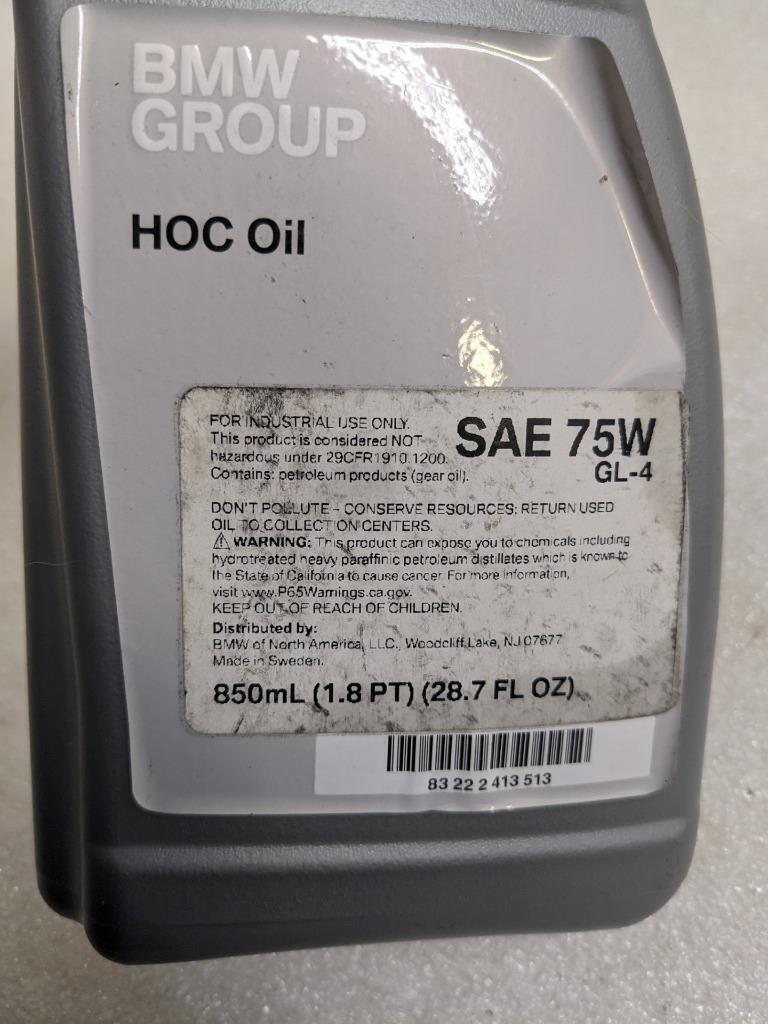 BMW
GROUP
HOC Oil
FOR INDUSTRIAL USE ONLY.
This product is considered NOT
hazardous under 29CFR1910.1200.
Contains: petroleum products (gear oil).
SAE 75W
GL-4
DON'T POLLUTE - CONSERVE RESOURCES: RETURN USED
OIL TO COLLECTION CENTERS.
⚠ WARNING: This product can expose you to chemicals including
hydrotreated heavy paraffinic petroleum distillates which is known to
the State of California to cause cancer. For more information,
visit www.P65Warnings.ca.gov.
KEEP OUT OF REACH OF CHILDREN.
Distributed by:
BMW of North America, LLC., Woodcliff Lake, NJ 07677
Made in Sweden.
850mL (1.8 PT) (28.7 FL OZ)
83 22 2 413 513